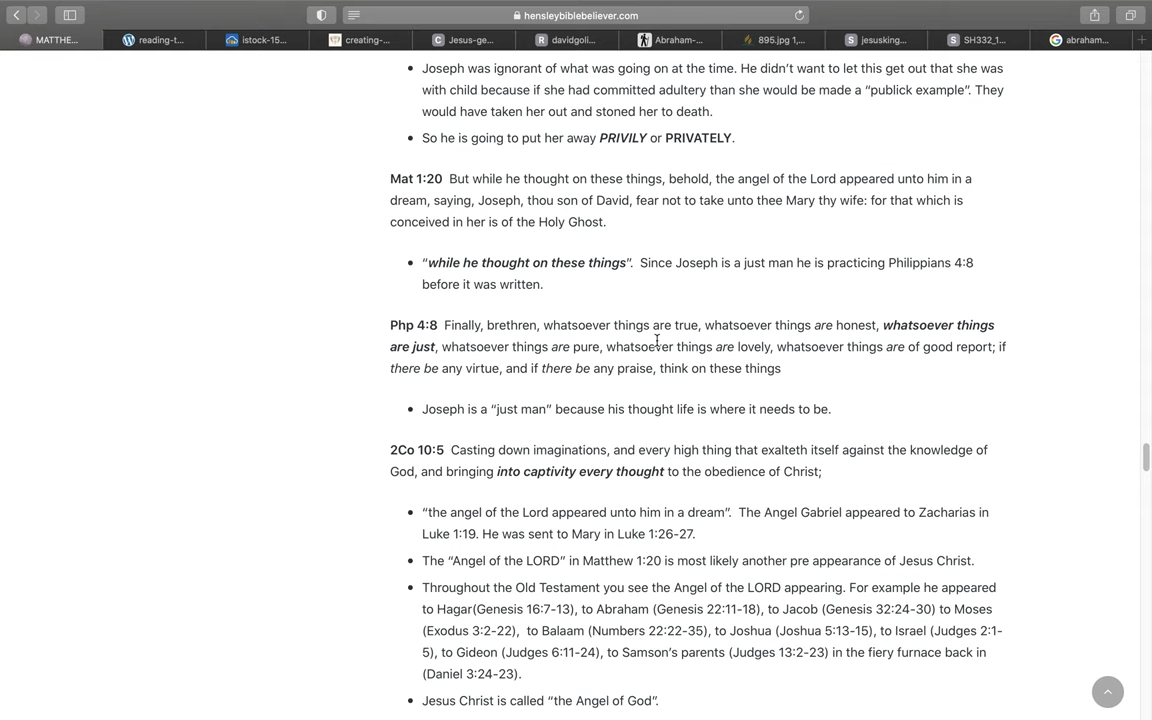 hensleybiblebeliever.com
MATTHE...
reading-t...
istock-15...
creating-...
Jesus-ge...
davidgoli...
Abraham-...
895.jpg 1,...
jesusking...
SH332_1...
abraham...
Joseph was ignorant of what was going on at the time. He didn’t want to let this get out that she was
with child because if she had committed adultery than she would be made a “publick example”. They
would have taken her out and stoned her to death.
So he is going to put her away PRIVILY or PRIVATELY.
Mat 1:20 But while he thought on these things, behold, the angel of the Lord appeared unto him in a
dream, saying, Joseph, thou son of David, fear not to take unto thee Mary thy wife: for that which is
conceived in her is of the Holy Ghost.
“while he thought on these things”. Since Joseph is a just man he is practicing Philippians 4:8
before it was written.
Php 4:8 Finally, brethren, whatsoever things are true, whatsoever things are honest, whatsoever things
are just, whatsoever things are pure, whatsoever things are lovely, whatsoever things are of good report; if
there be any virtue, and if there be any praise, think on these things
Joseph is a “just man” because his thought life is where it needs to be.
2Co 10:5 Casting down imaginations, and every high thing that exalteth itself against the knowledge of
God, and bringing into captivity every thought to the obedience of Christ;
“the angel of the Lord appeared unto him in a dream”. The Angel Gabriel appeared to Zacharias in
Luke 1:19. He was sent to Mary in Luke 1:26-27.
The “Angel of the LORD” in Matthew 1:20 is most likely another pre appearance of Jesus Christ.
Throughout the Old Testament you see the Angel of the LORD appearing. For example he appeared
to Hagar(Genesis 16:7-13), to Abraham (Genesis 22:11-18), to Jacob (Genesis 32:24-30) to Moses
(Exodus 3:2-22), to Balaam (Numbers 22:22-35), to Joshua (Joshua 5:13-15), to Israel (Judges 2:1-
5), to Gideon (Judges 6:11-24), to Samson’s parents (Judges 13:2-23) in the fiery furnace back in
(Daniel 3:24-23).
Jesus Christ is called “the Angel of God”.